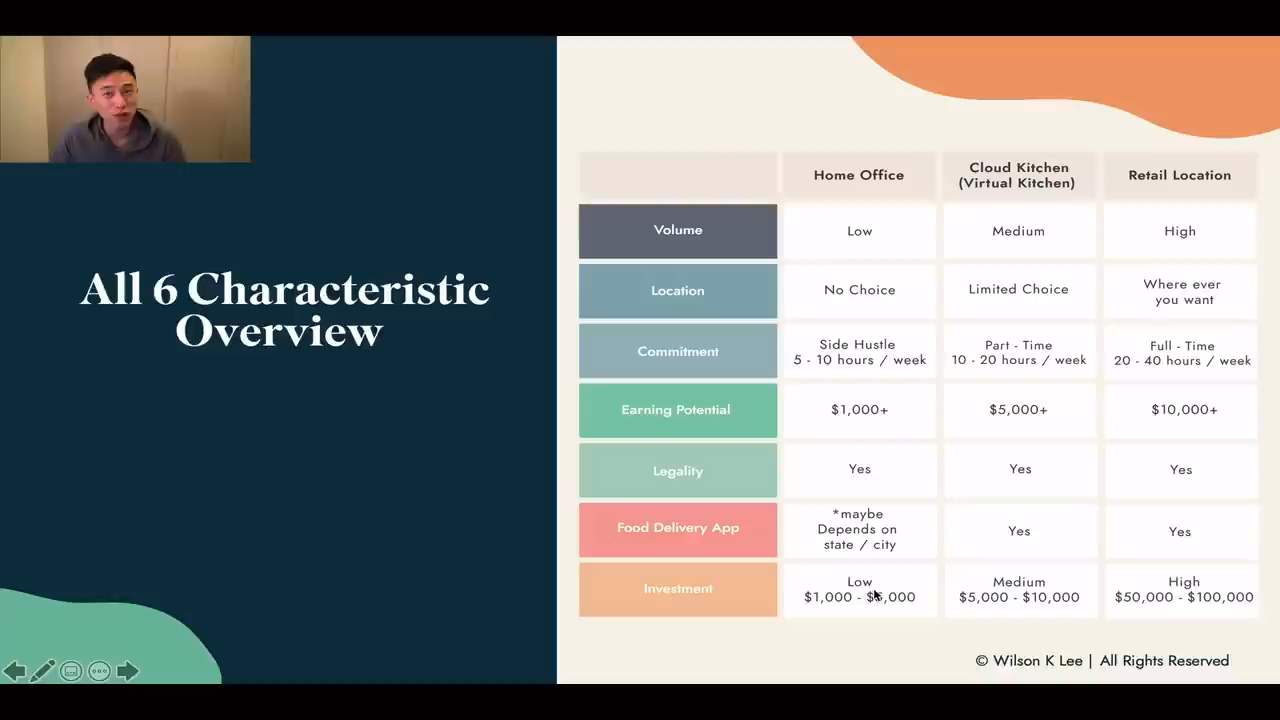 All 6 Characteristic
Overview
Home Office
Cloud Kitchen
(Virtual Kitchen)
Retail Location
Volume
Low
Medium
High
Location
No Choice
Limited Choice
Where ever
you want
Commitment
Side Hustle
5 - 10 hours / week
Part - Time
10 - 20 hours / week
Full - Time
20 - 40 hours / week
Earning Potential
$1,000+
$5,000+
$10,000+
Legality
Yes
Yes
Yes
Food Delivery App
*maybe
Depends on
state / city
Yes
Yes
Investment
Low
$1,000 - $5,000
Medium
$5,000 - $10,000
High
$50,000 - $100,000
© Wilson K Lee | All Rights Reserved